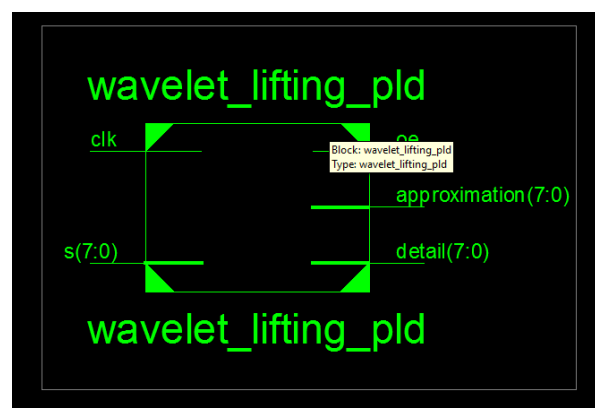 wavelet_lifting_pld
clk
oe
Block: wavelet_lifting_pld
Type: wavelet_lifting_pld
approximation(7:0)
s(7:0)
detail(7:0)
wavelet_lifting_pld